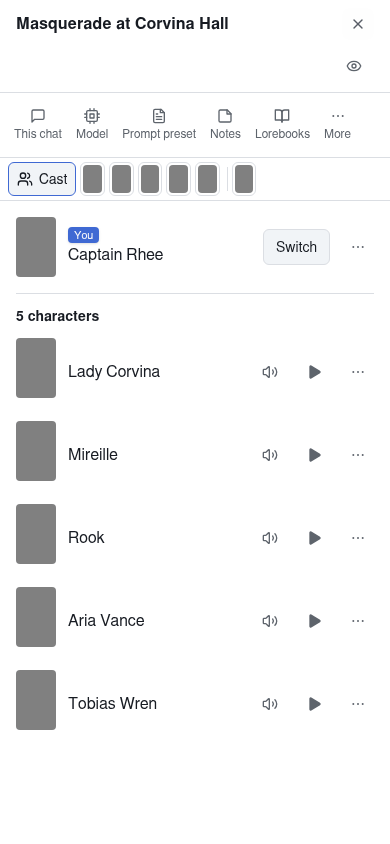 Masquerade at Corvina Hall
This chat
Model
Prompt preset
Notes
Lorebooks
More
Cast
You
Captain Rhee
Switch
5 characters
Lady Corvina
Mireille
Rook
Aria Vance
Tobias Wren